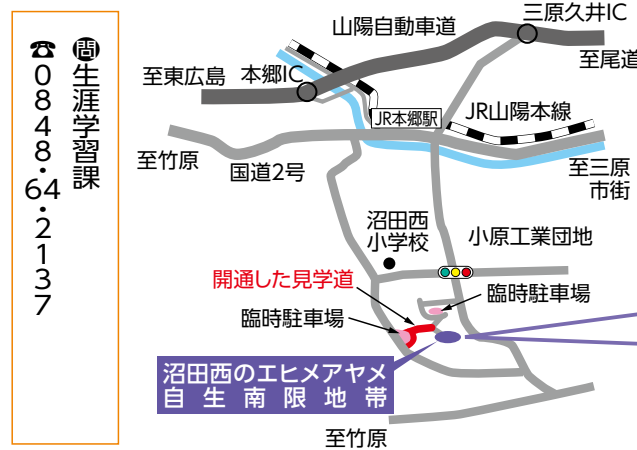 問生涯学習課
☎0848・64・2137
山陽自動車道
三原久井IC
至尾道
至東広島
本郷IC
JR本郷駅
JR山陽本線
至竹原
国道2号
至三原
市街
沼田西
小学校
小原工業団地
開通した見学道
臨時駐車場
臨時駐車場
沼田西のエヒメアヤメ
自生南限地帯
至竹原